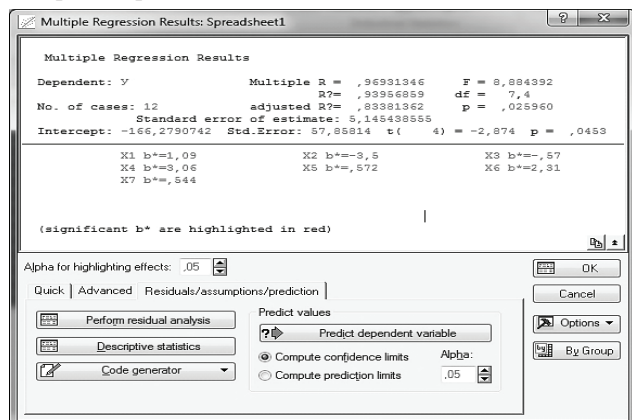 Multiple Regression Results: Spreadsheet1
Multiple Regression Results
Dependent: У Multiple R = ,96931346 F = 8,884392
R?= ,93956859 df = 7,4
No. of cases: 12 adjusted R?= ,83381362 p = ,025960
Standard error of estimate: 5,145438555
Intercept: -166,2790742 Std.Error: 57,85814 t( 4) = -2,874 p = ,0453
X1 b*=1,09 X2 b*=-3,5 X3 b*=-,57
X4 b*=3,06 X5 b*=,572 X6 b*=2,31
X7 b*=,544
(significant b* are highlighted in red)
Alpha for highlighting effects: ,05
OK
Quick Advanced Residuals/assumptions/prediction
Cancel
Perform residual analysis
Predict values
Predict dependent variable
Options
Descriptive statistics
Compute confidence limits Alpha:
By Group
Code generator
Compute prediction limits ,05